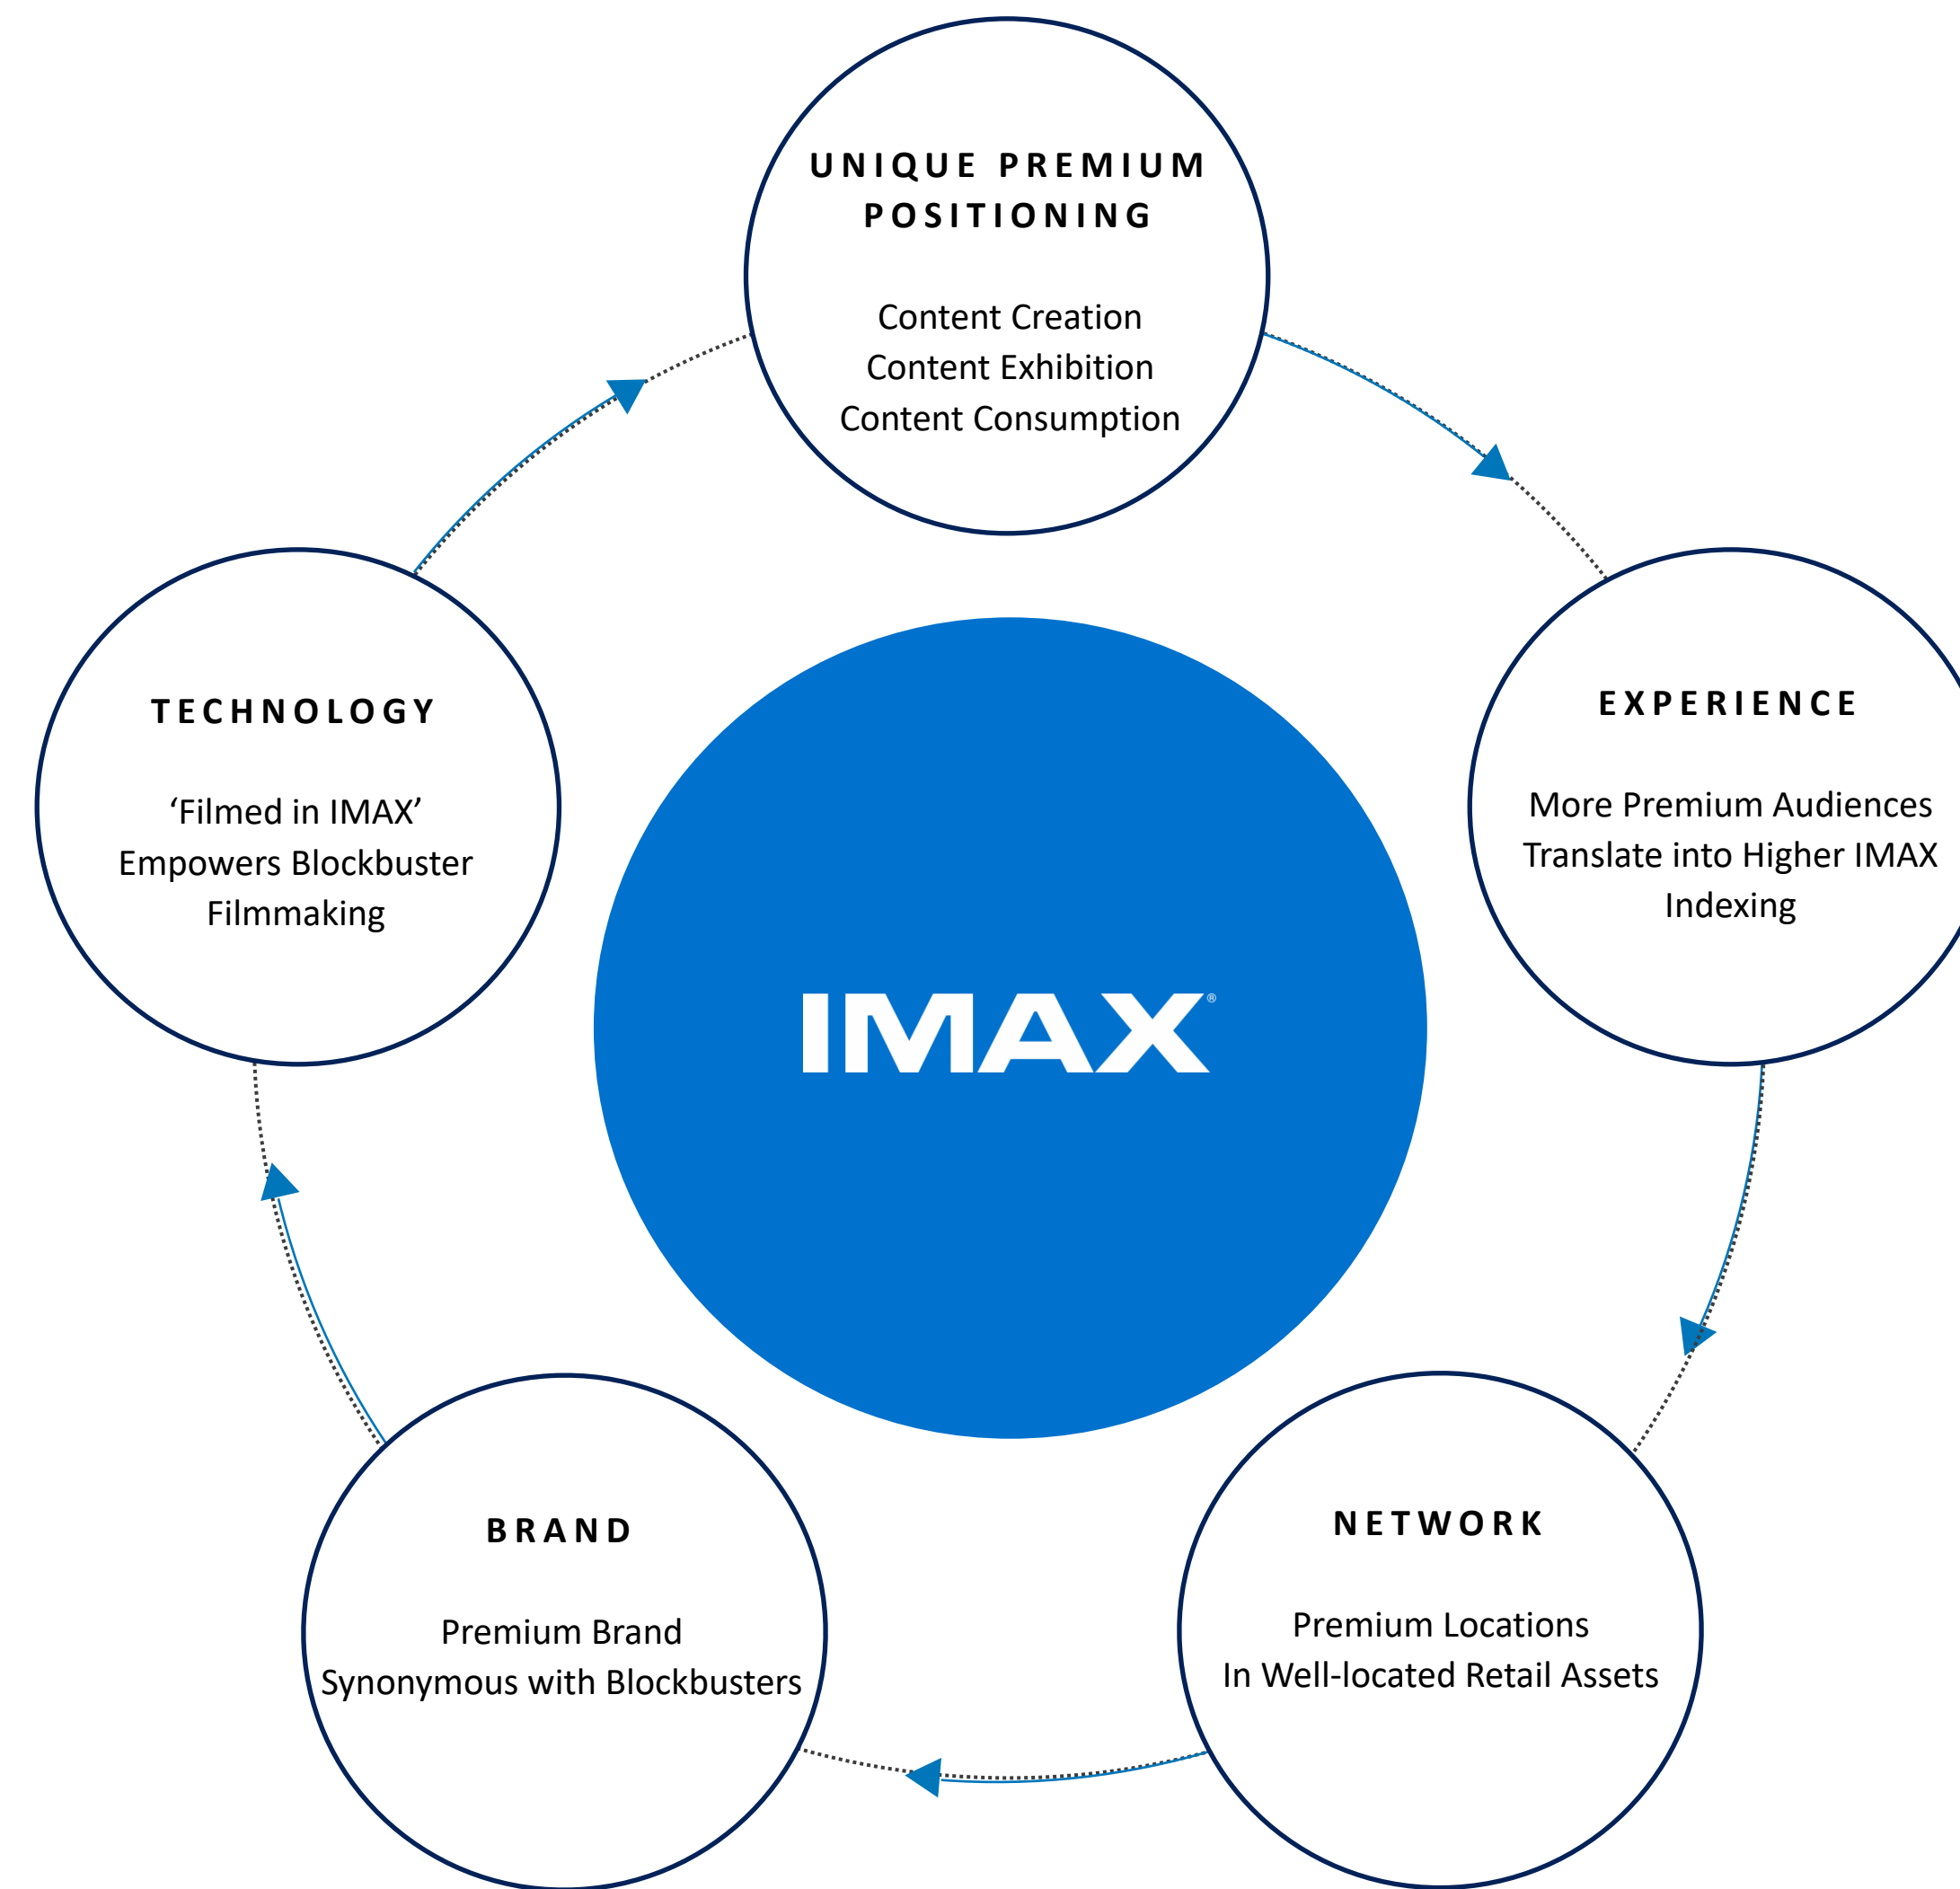 UNIQUE PREMIUM
POSITIONING
Content Creation
Content Exhibition
Content Consumption
TECHNOLOGY
‘Filmed in IMAX’
Empowers Blockbuster
Filmmaking
EXPERIENCE
More Premium Audiences
Translate into Higher IMAX
Indexing
IMAX®
BRAND
Premium Brand
Synonymous with Blockbusters
NETWORK
Premium Locations
In Well-located Retail Assets